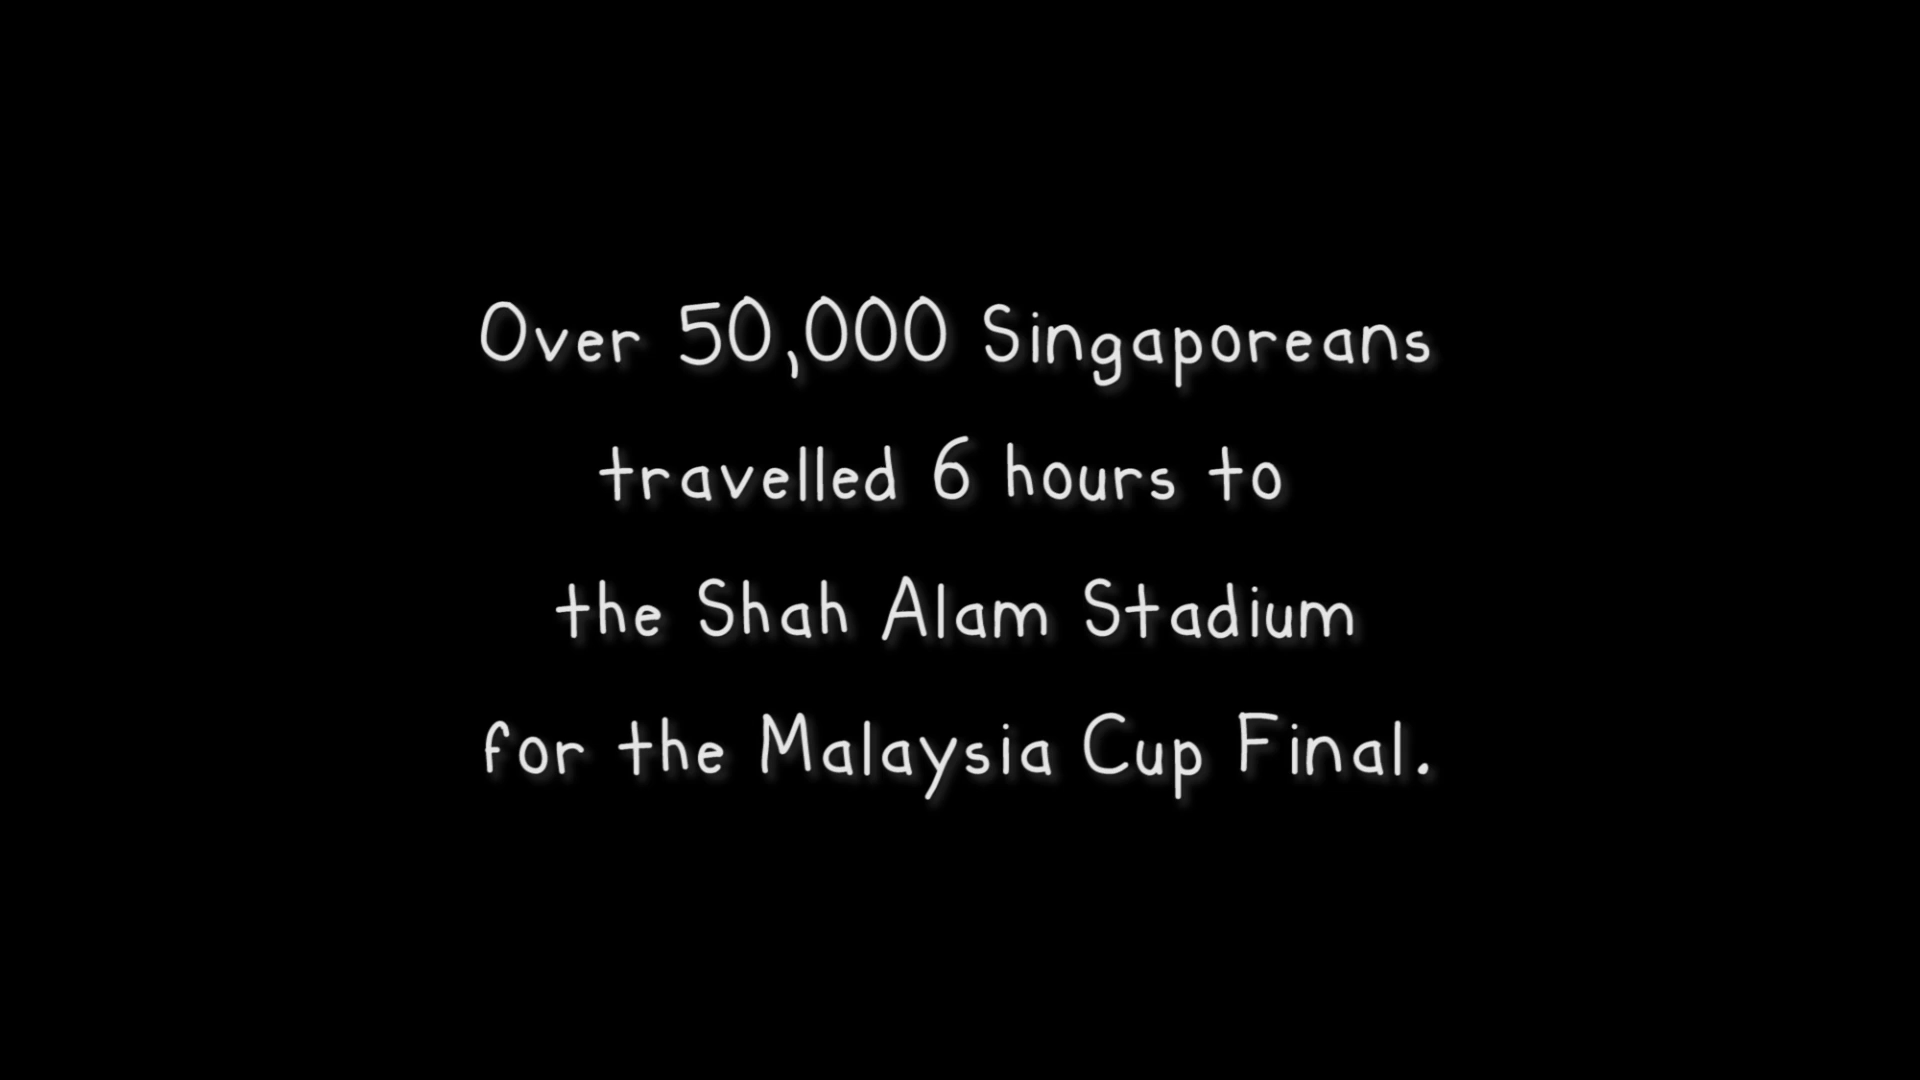 Over 50,000 Singaporeans
travelled 6 hours to
the Shah Alam Stadium
for the Malaysia Cup Final.